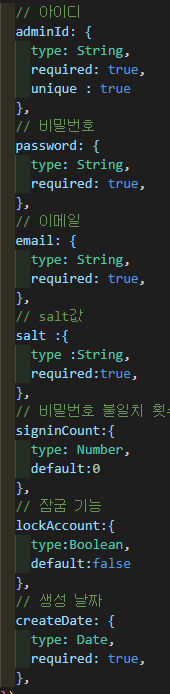 // 아이디
adminId: {
type: String,
required: true,
unique : true
},
// 비밀번호
password: {
type: String,
required: true,
},
// 이메일
email: {
type: String,
required: true,
},
// salt값
salt :{
type :String,
required:true,
},
// 비밀번호 불일치
signinCount:{
type: Number,
default:0
},
// 잠굼 기능
lockAccount:{
type:Boolean,
default:false
},
// 생성 날짜
createDate: {
type: Date,
required: true,
},